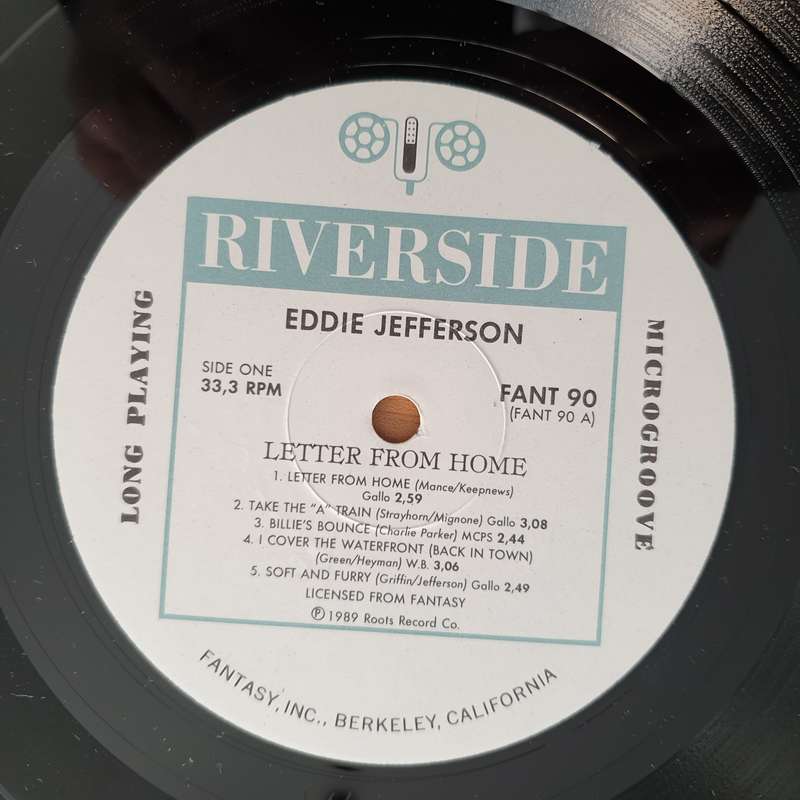 RIVERSIDE
EDDIE JEFFERSON
SIDE ONE
33,3 RPM
FANT 90
(FANT 90 A)
LONG PLAYING
MICROGROOVE
LETTER FROM HOME
1. LETTER FROM HOME (Mance/Keepnews)
Gallo 2,59
2. TAKE THE "A" TRAIN (Strayhorn/Mignone) Gallo 3,08
3. BILLIE'S BOUNCE (Charlie Parker) MCPS 2,44
4. I COVER THE WATERFRONT (BACK IN TOWN)
(Green/Heyman) W.B. 3,06
5. SOFT AND FURRY (Griffin/Jefferson) Gallo 2,49
LICENSED FROM FANTASY
℗ 1989 Roots Record Co.
FANTASY, INC., BERKELEY, CALIFORNIA